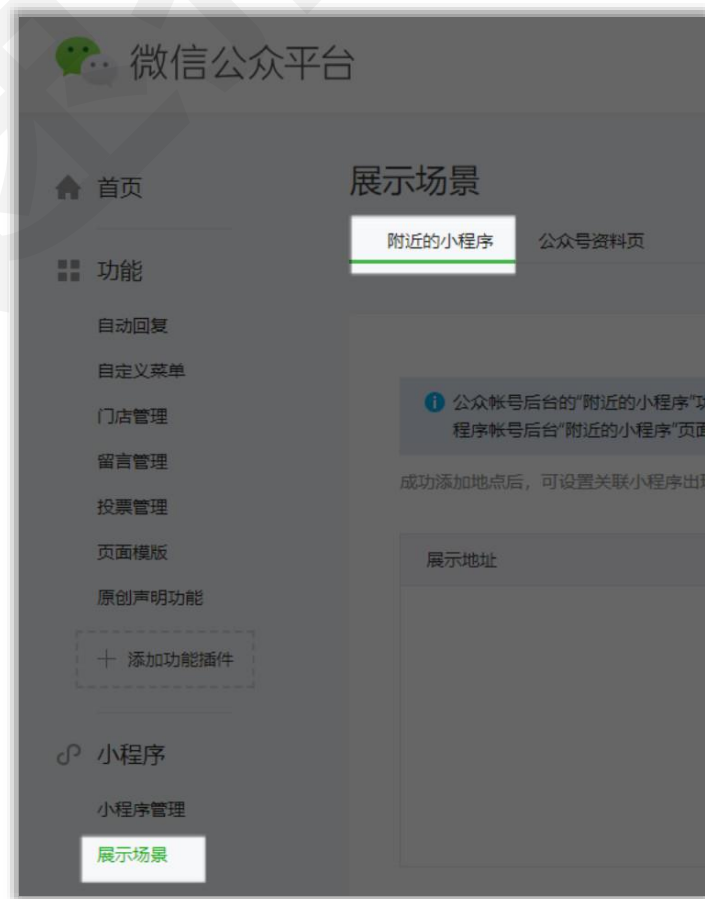 微信公众平台
首页
展示场景
附近的小程序
公众号资料页
功能
自动回复
自定义菜单
门店管理
留言管理
投票管理
页面模版
原创声明功能
添加功能插件
公众帐号后台的“附近的小程序”
程序帐号后台“附近的小程序”页
成功添加地点后，可设置关联小程序出
展示地址
小程序
小程序管理
展示场景